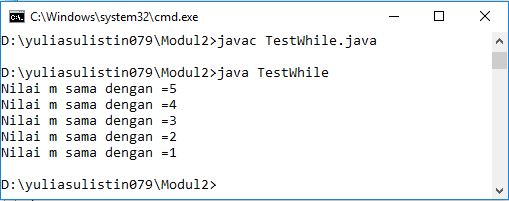 C:\Windows\system32\cmd.exe
D:\yuliasulistin079\Modul2>javac TestWhile.java
D:\yuliasulistin079\Modul2>java TestWhile
Nilai m sama dengan =5
Nilai m sama dengan =4
Nilai m sama dengan =3
Nilai m sama dengan =2
Nilai m sama dengan =1
D:\yuliasulistin079\Modul2>